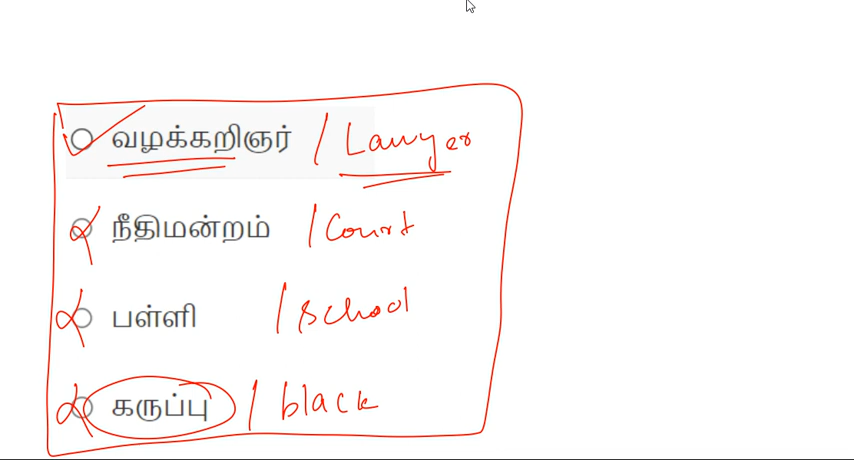 வழக்கறிஞர் / Lawyer
நீதிமன்றம் / Court
பள்ளி / school
கருப்பு / black